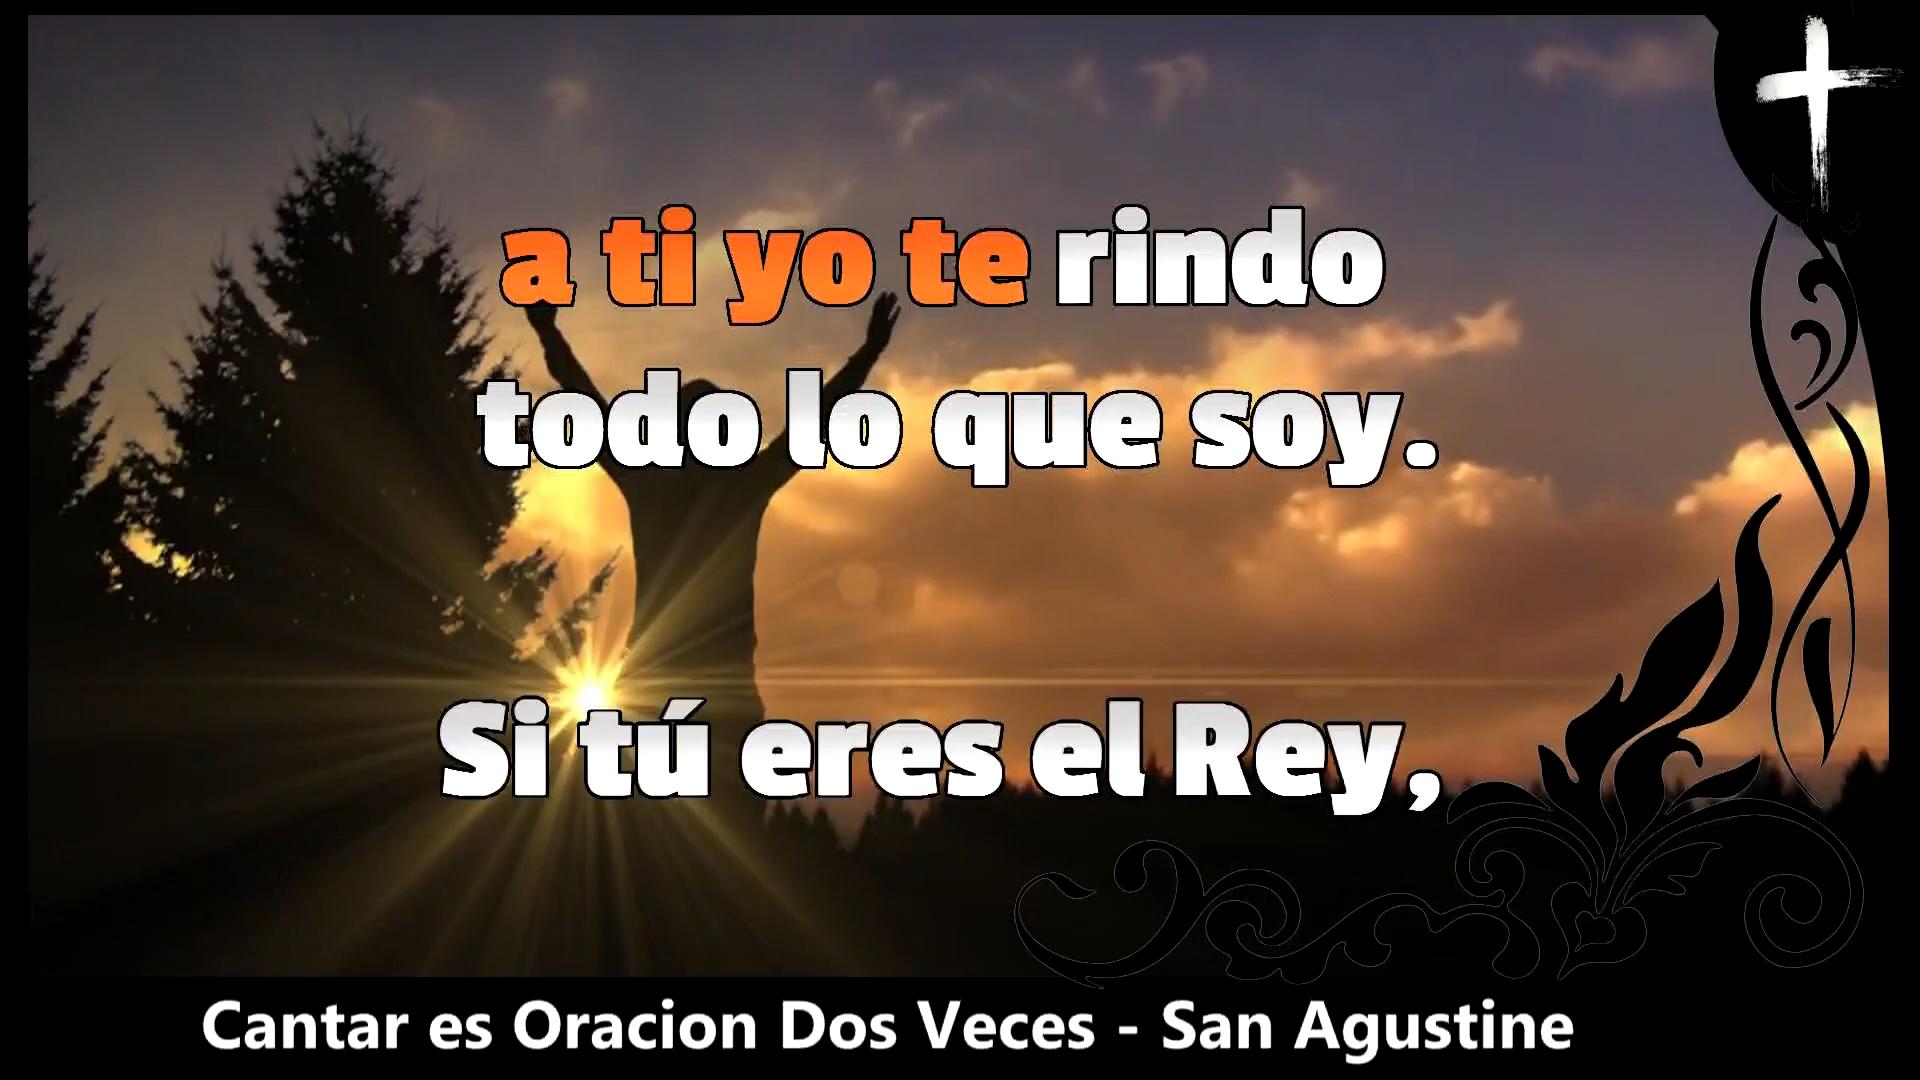 a ti yo te rindo
todo lo que soy.
Si tú eres el Rey,
Cantar es Oracion Dos Veces - San Agustine